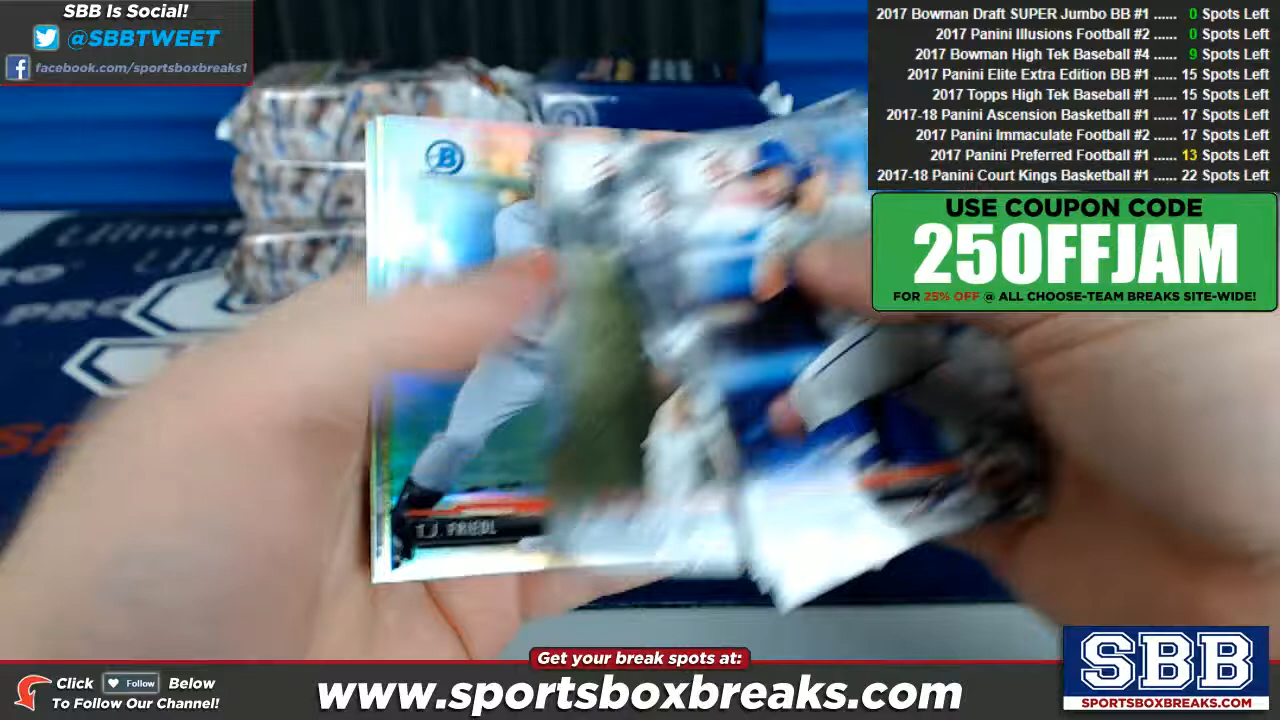 SBB Is Social!
@SBBTWEET
facebook.com/sportsboxbreaks1
2017 Bowman Draft SUPER Jumbo BB #1 ...... 0 Spots Left
2017 Panini Illusions Football #2 ...... 0 Spots Left
2017 Bowman High Tek Baseball #4 ...... 9 Spots Left
2017 Panini Elite Extra Edition BB #1 ...... 15 Spots Left
2017 Topps High Tek Baseball #1 ...... 15 Spots Left
2017-18 Panini Ascension Basketball #1 ...... 17 Spots Left
2017 Panini Immaculate Football #2 ...... 17 Spots Left
2017 Panini Preferred Football #1 ...... 13 Spots Left
2017-18 Panini Court Kings Basketball #1 ...... 22 Spots Left
USE COUPON CODE
25OFFJAM
FOR 25% OFF @ ALL CHOOSE-TEAM BREAKS SITE-WIDE!
B
T.J. FRIEDL
Get your break spots at:
www.sportsboxbreaks.com
Click Follow Below
To Follow Our Channel!
SBB
SPORTSBOXBREAKS.COM